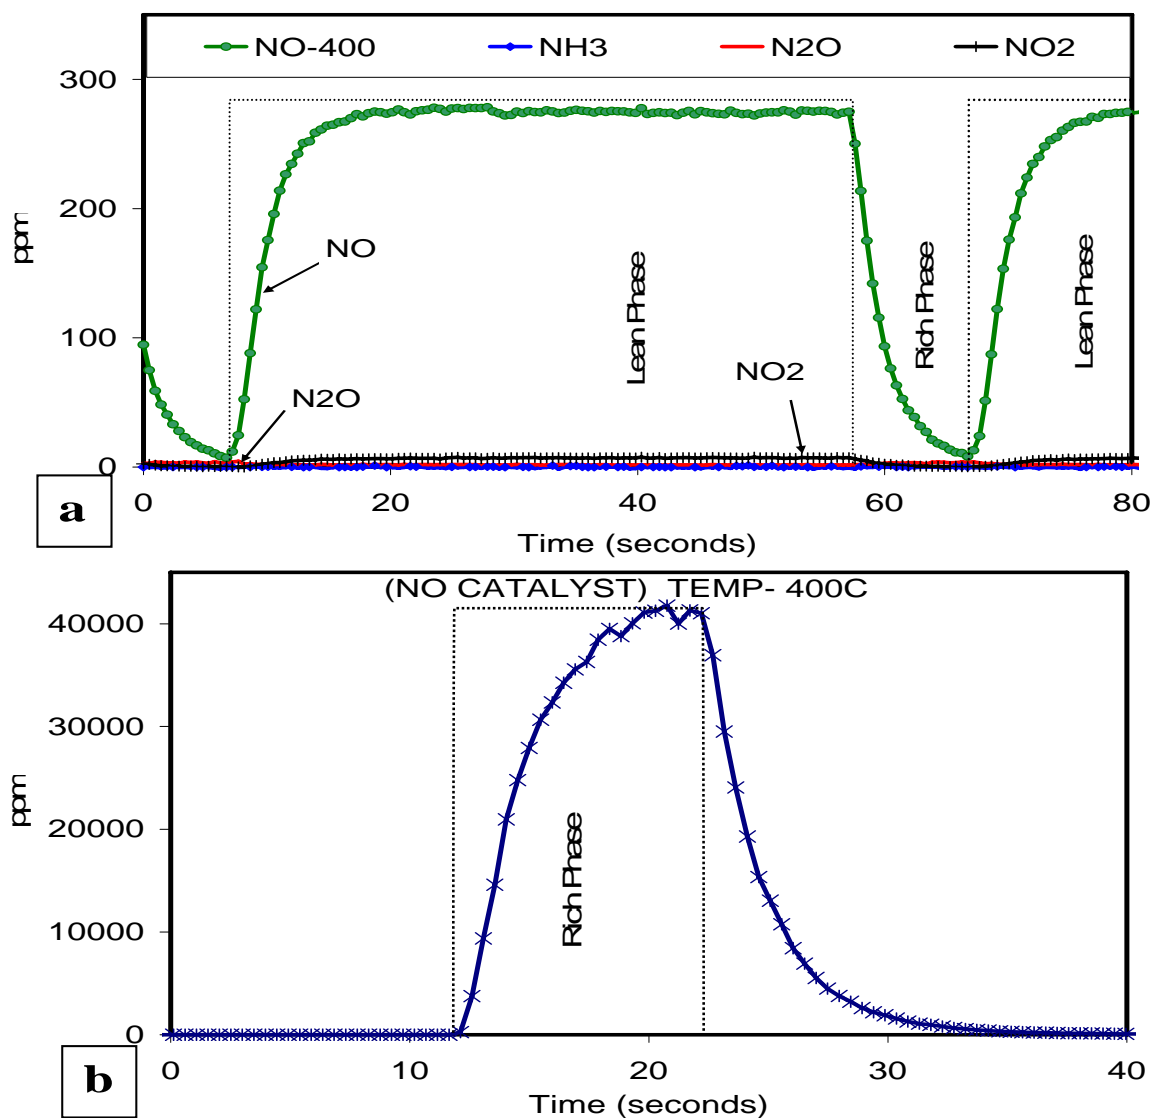 NO-400 NH3 N2O NO2
300
200
100
0
ppm
NO
N2O
NO2
Lean Phase
Rich Phase
Lean Phase
0 20 40 60 80
Time (seconds)
a
(NO CATALYST) TEMP- 400C
40000
30000
20000
10000
0
ppm
Rich Phase
0 10 20 30 40
Time (seconds)
b